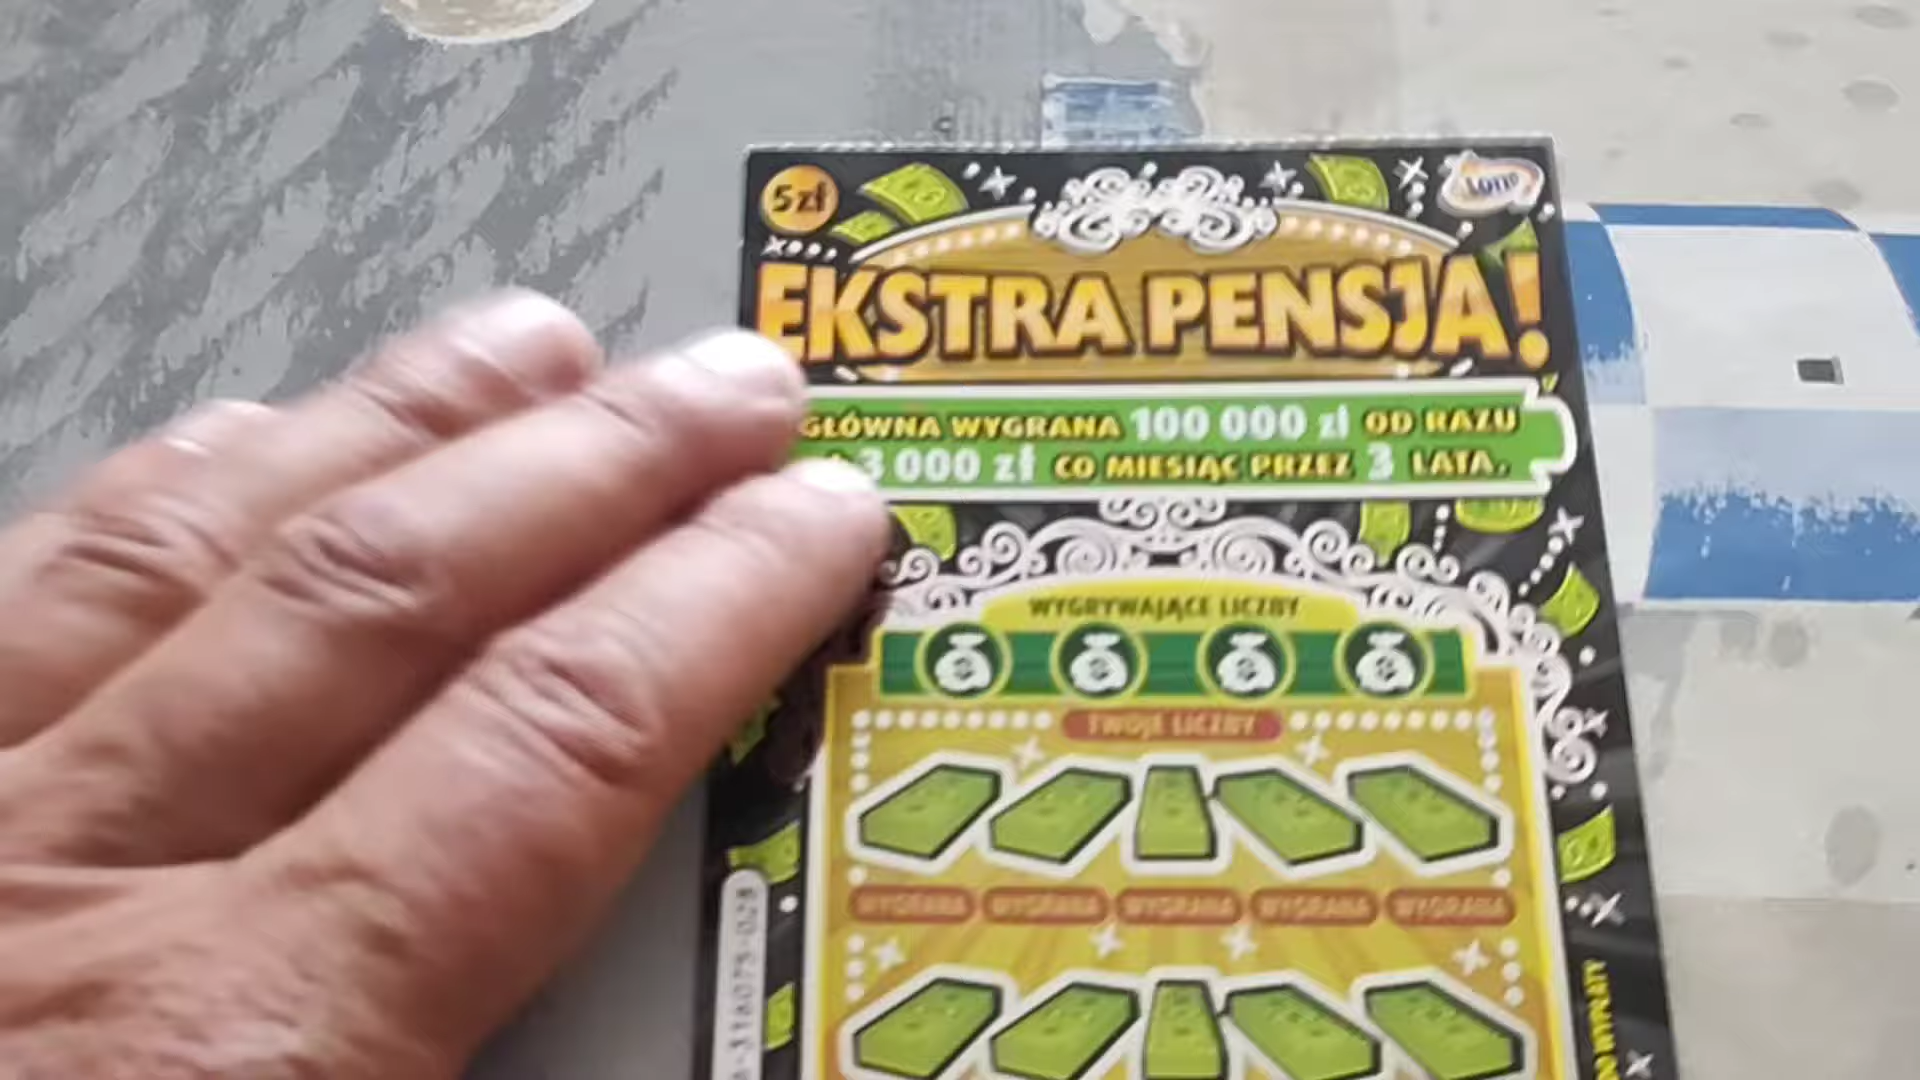 5zł
LOTTO
EKSTRA PENSJA!
GŁÓWNA WYGRANA 100 000 zł OD RAZU
+ 3 000 zł CO MIESIĄC PRZEZ 3 LATA.
WYGRYWAJĄCE LICZBY
TWOJE LICZBY
WYGRANA WYGRANA WYGRANA WYGRANA WYGRANA